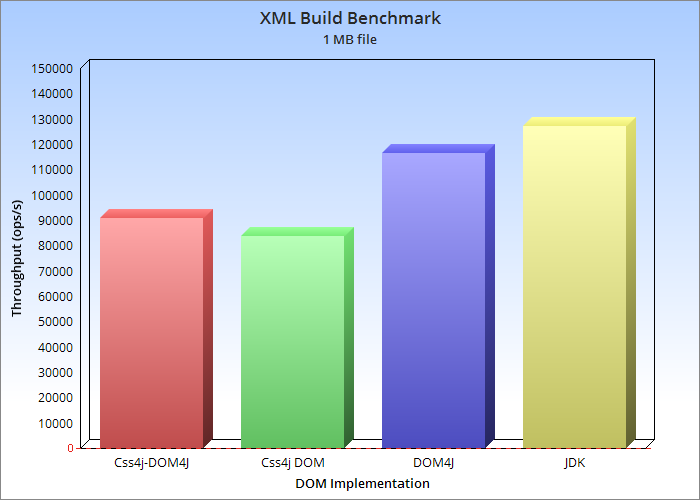 XML Build Benchmark
1 MB file
150000
140000
130000
120000
110000
100000
90000
80000
70000
60000
50000
40000
30000
20000
10000
0
Throughput (ops/s)
Css4j-DOM4J
Css4j DOM
DOM4J
JDK
DOM Implementation